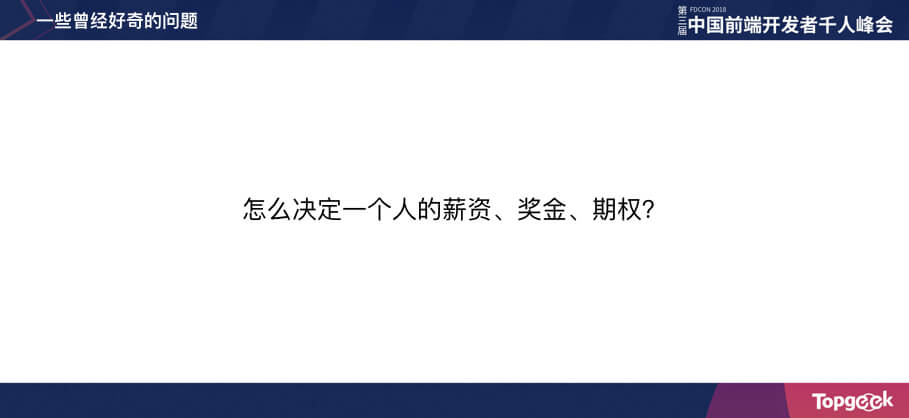 一些曾经好奇的问题
第三届
FDCON 2018
中国前端开发者千人峰会
怎么决定一个人的薪资、奖金、期权?
Topgeek